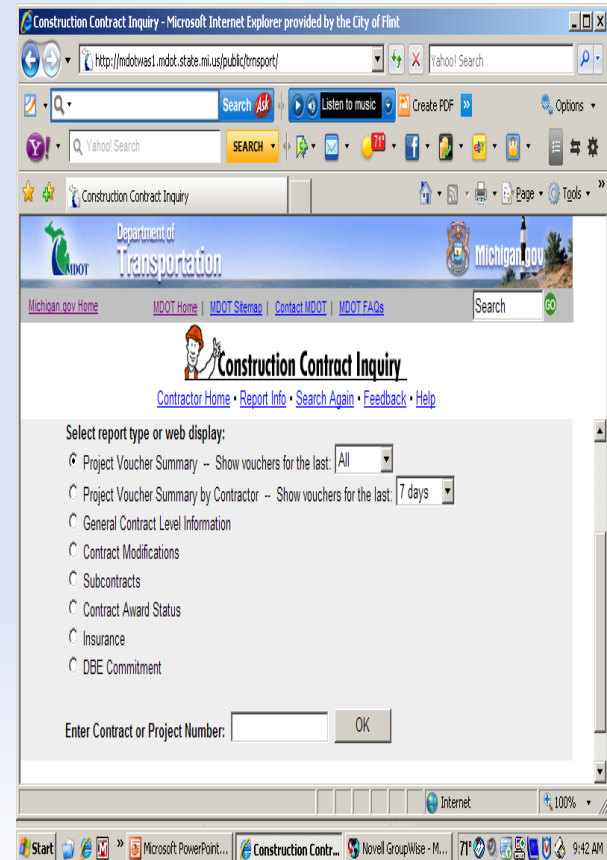 Construction Contract Inquiry - Microsoft Internet Explorer provided by the City of Flint
http://mdotwas1.mdot.state.mi.us/public/trnsport/
Yahoo! Search
Search Ask
Listen to music
Create PDF
Options
Y!
Yahoo! Search
SEARCH
71°
Construction Contract Inquiry
Page
Tools
MDOT
Department of
Transportation
Michigan.gov
Michigan.gov Home
MDOT Home | MDOT Sitemap | Contact MDOT | MDOT FAQs
Search
GO
Construction Contract Inquiry
Contractor Home • Report Info • Search Again • Feedback • Help
Select report type or web display:
Project Voucher Summary -- Show vouchers for the last: All
Project Voucher Summary by Contractor -- Show vouchers for the last: 7 days
General Contract Level Information
Contract Modifications
Subcontracts
Contract Award Status
Insurance
DBE Commitment
Enter Contract or Project Number:
OK
Internet
100%
Start
Microsoft PowerPoint...
Construction Contr...
Novell GroupWise - M...
71°
9:42 AM